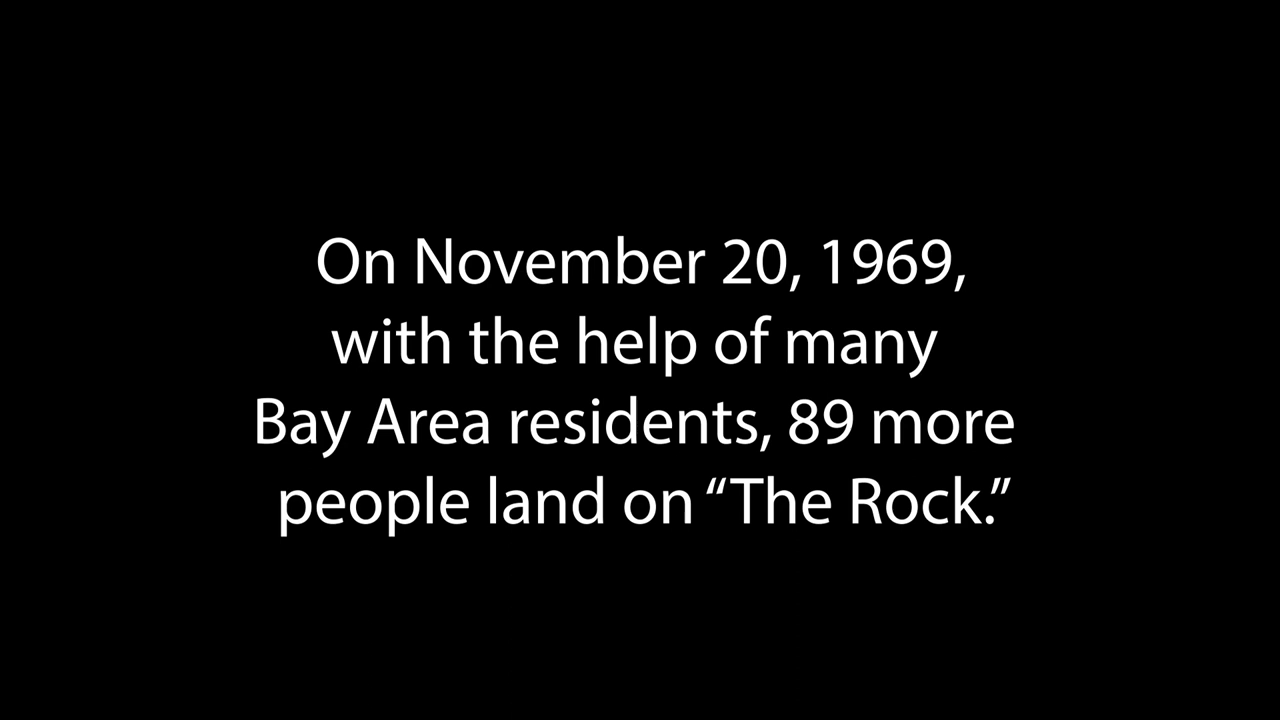 On November 20, 1969,
with the help of many
Bay Area residents, 89 more
people land on “The Rock.”